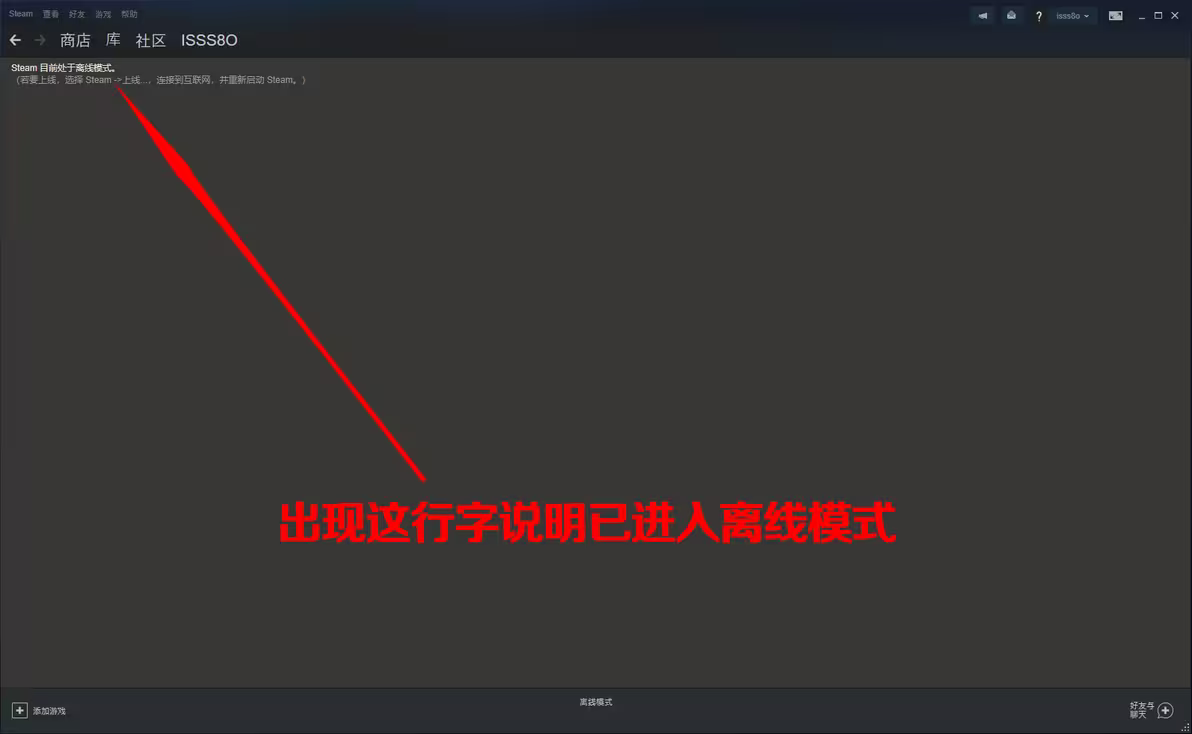 Steam 查看 好友 游戏 帮助
? isss8o
商店 库 社区 ISSS8O
Steam 目前处于离线模式。
（若要上线，选择 Steam ->上线...，连接到互联网，并重新启动 Steam。）
出现这行字说明已进入离线模式
添加游戏
离线模式
好友与
聊天